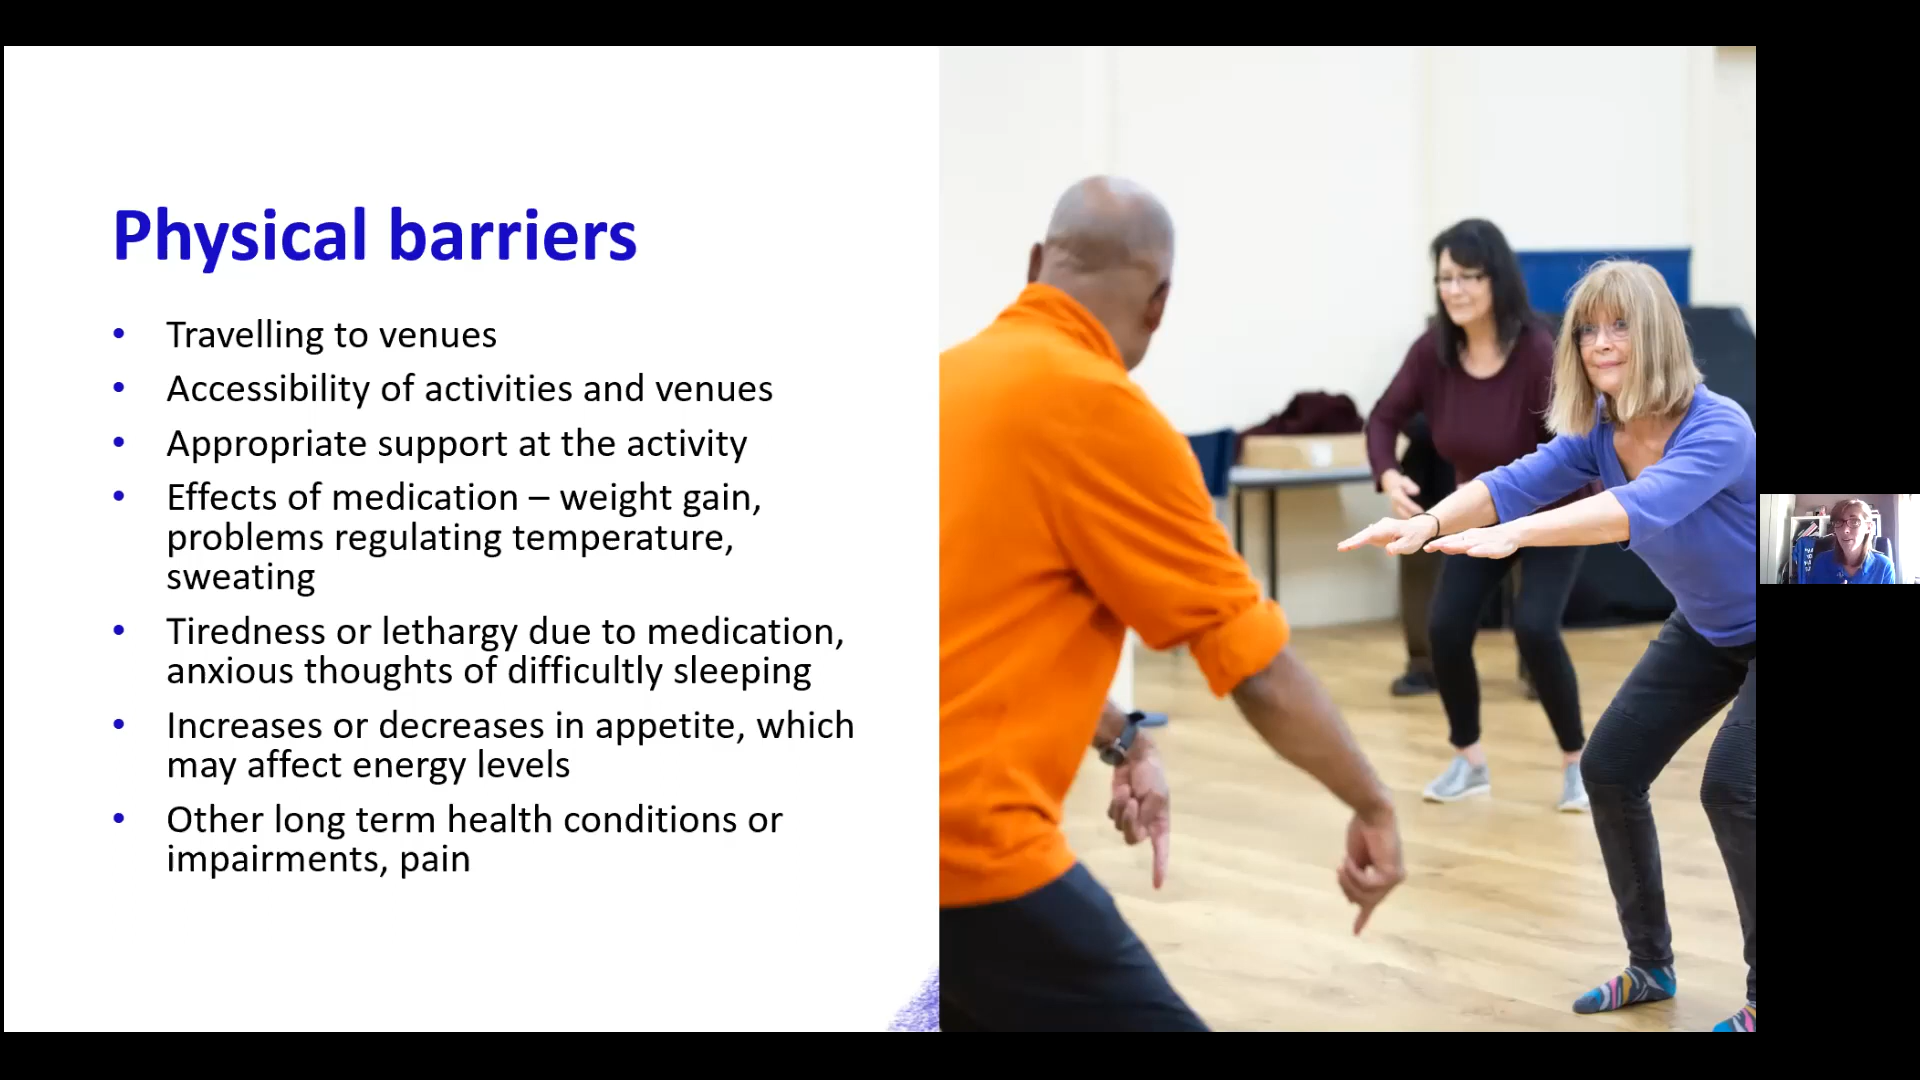 Physical barriers
• Travelling to venues
• Accessibility of activities and venues
• Appropriate support at the activity
• Effects of medication – weight gain,
problems regulating temperature,
sweating
• Tiredness or lethargy due to medication,
anxious thoughts of difficultly sleeping
• Increases or decreases in appetite, which
may affect energy levels
• Other long term health conditions or
impairments, pain